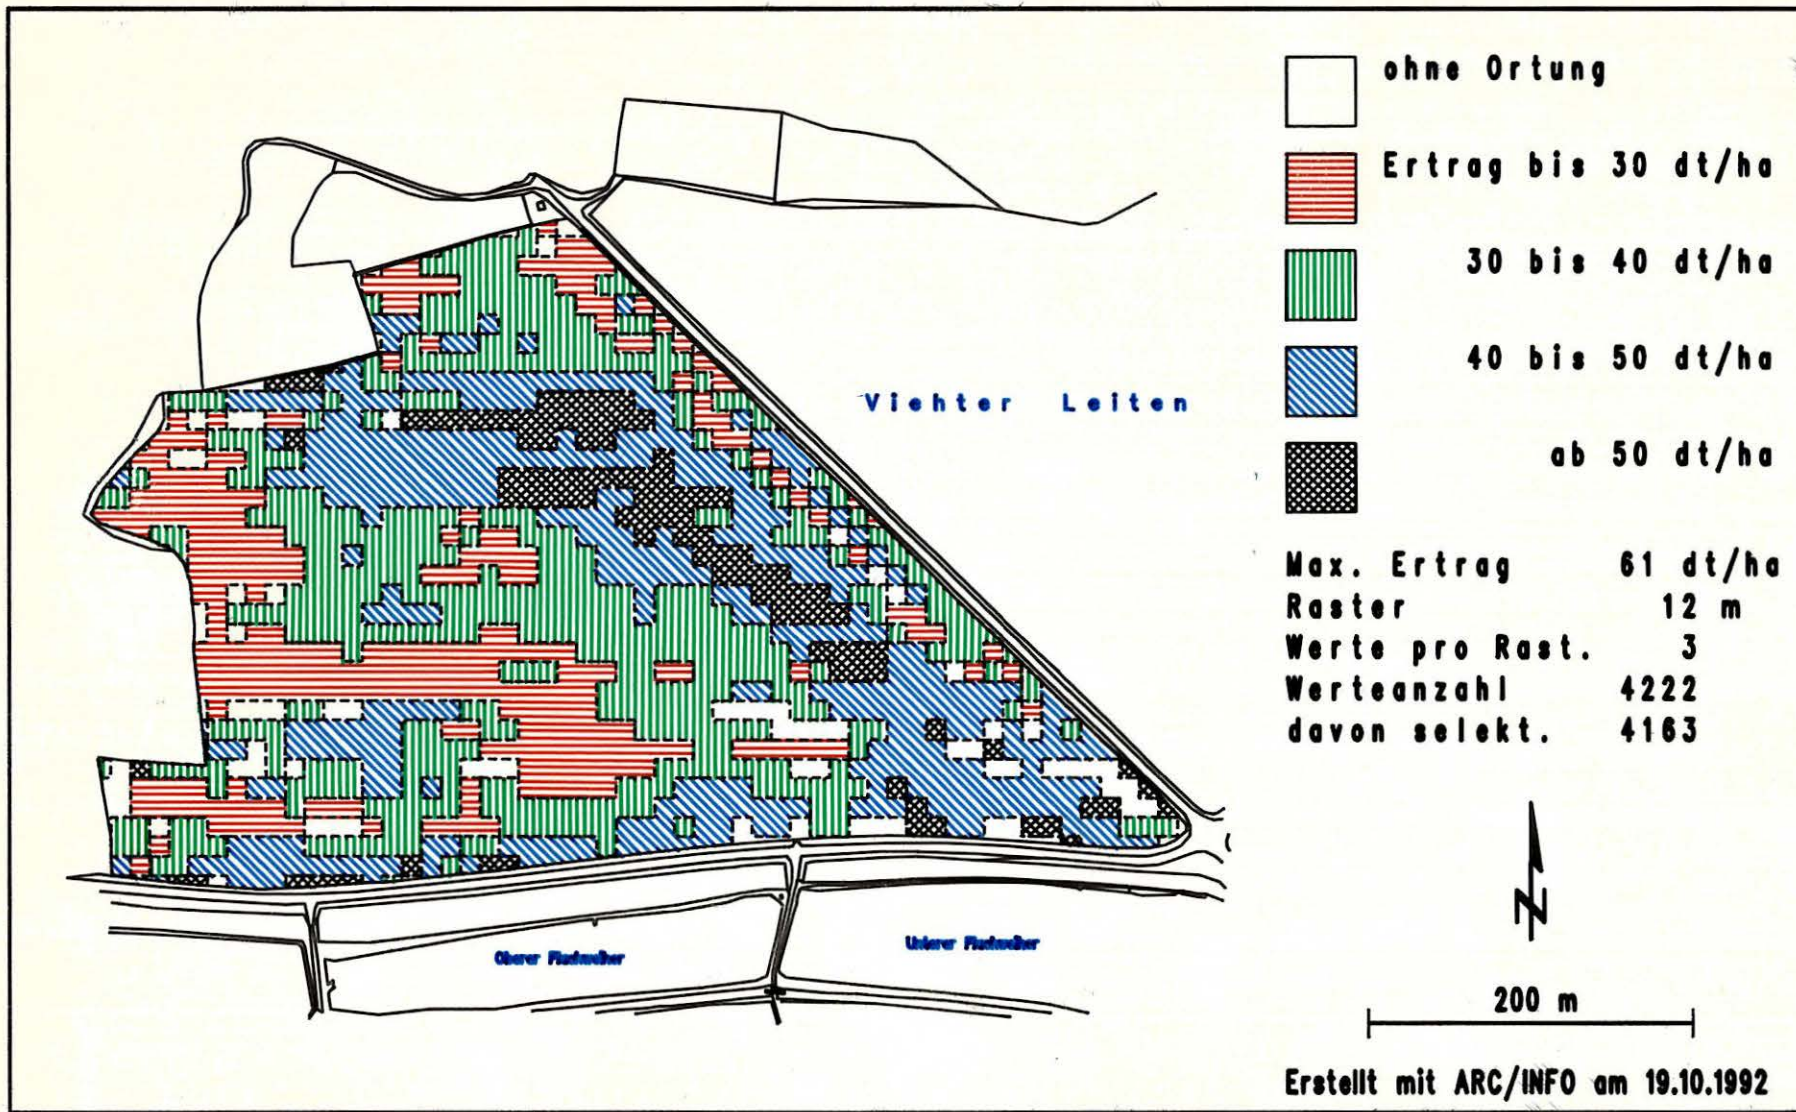 ohne Ortung
Ertrag bis 30 dt/ha
30 bis 40 dt/ha
40 bis 50 dt/ha
ab 50 dt/ha
Viehter Leiten
Max. Ertrag 61 dt/ha
Raster 12 m
Werte pro Rast. 3
Werteanzahl 4222
davon selekt. 4163
N
Oberer
Unterer
200 m
Erstellt mit ARC/INFO am 19.10.1992